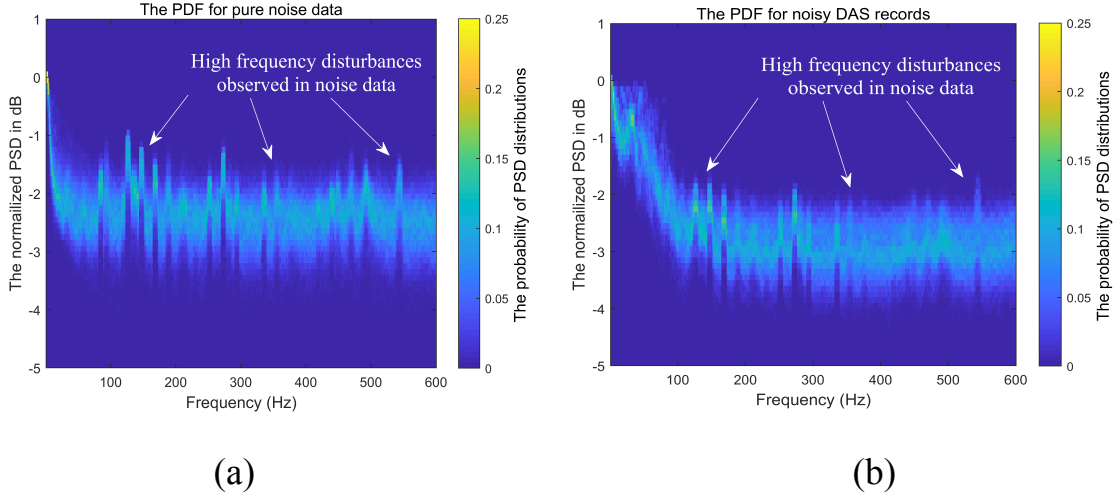 The PDF for pure noise data
High frequency disturbances
observed in noise data
The normailized PSD in dB
1
0
-1
-2
-3
-4
-5
100
200
300
400
500
600
Frequency (Hz)
0.25
0.2
0.15
0.1
0.05
0
The probability of PSD distributions
(a)
The PDF for noisy DAS records
High frequency disturbances
observed in noise data
The normailized PSD in dB
1
0
-1
-2
-3
-4
-5
100
200
300
400
500
600
Frequency (Hz)
0.25
0.2
0.15
0.1
0.05
0
The probability of PSD distributions
(b)